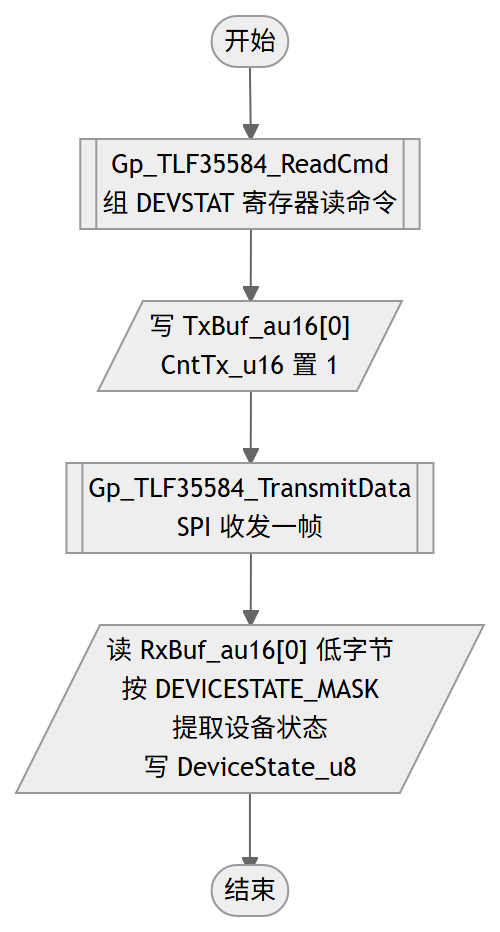 开始
Gp_TLF35584_ReadCmd
组 DEVSTAT 寄存器读命令
写 TxBuf_au16[0]
CntTx_u16 置 1
Gp_TLF35584_TransmitData
SPI 收发一帧
读 RxBuf_au16[0] 低字节
按 DEVICESTATE_MASK
提取设备状态
写 DeviceState_u8
结束